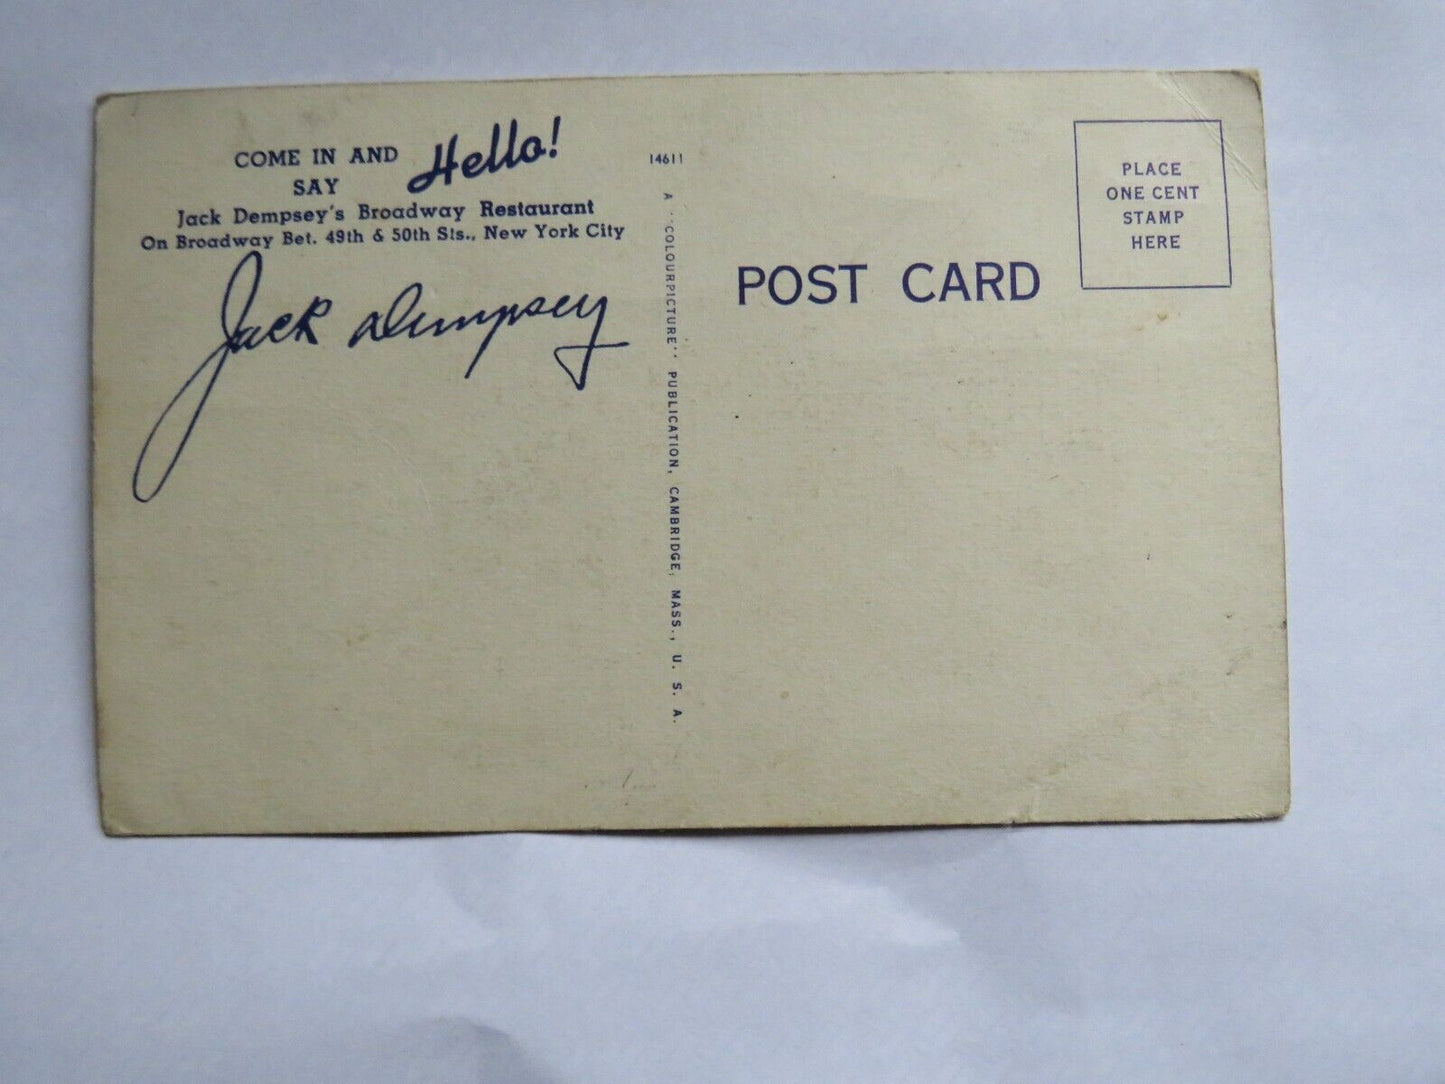 COME IN AND Hello!
SAY
Jack Dempsey's Broadway Restaurant
On Broadway Bet. 49th & 50th Sts., New York City
Jack Dempsey
14611
A "COLOURPICTURE" PUBLICATION, CAMBRIDGE, MASS., U. S. A.
POST CARD
PLACE
ONE CENT
STAMP
HERE